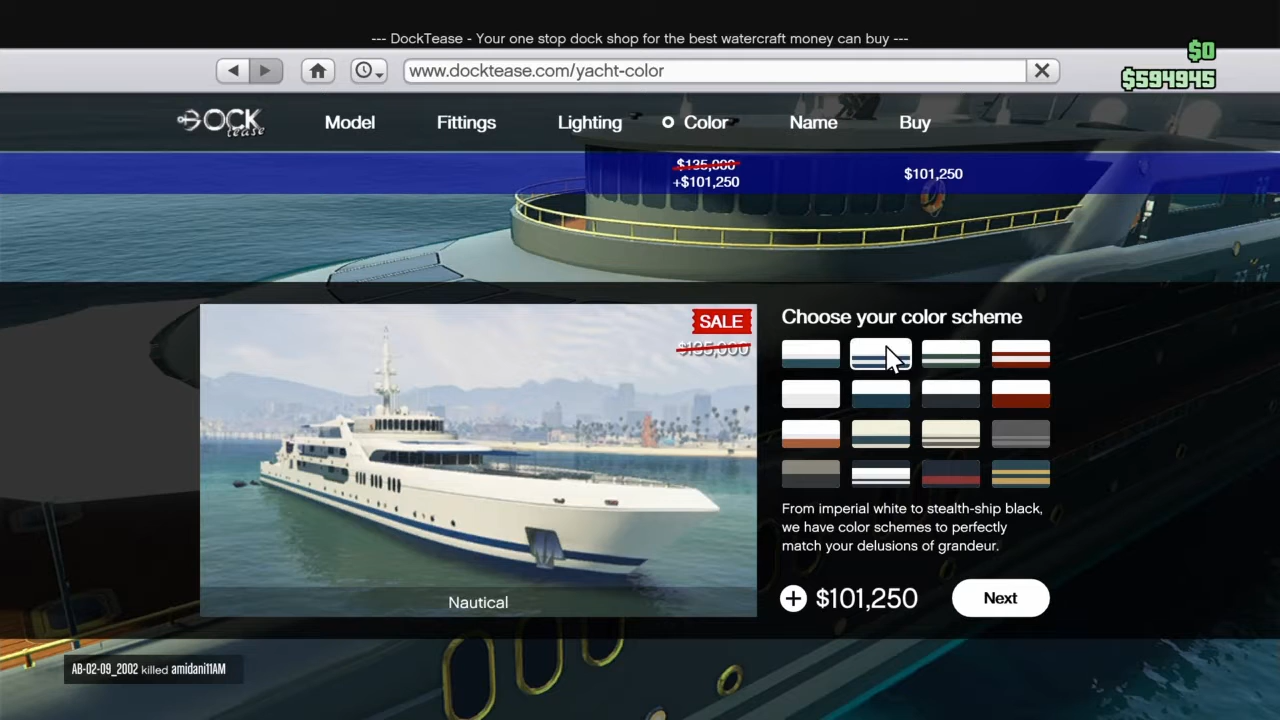 --- DockTease - Your one stop dock shop for the best watercraft money can buy ---
$0
www.docktease.com/yacht-color
$594945
DOCK
tease
Model
Fittings
Lighting
Color
Name
Buy
$135,000
+$101,250
$101,250
SALE
$135,000
Choose your color scheme
From imperial white to stealth-ship black,
we have color schemes to perfectly
match your delusions of grandeur.
Nautical
$101,250
Next
AB-02-09_2002 killed amidani11AM